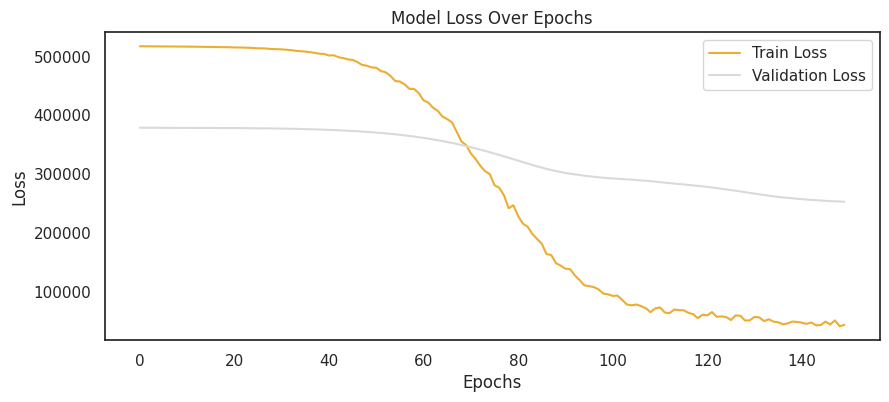 Model Loss Over Epochs
Train Loss
Validation Loss
Loss
500000
400000
300000
200000
100000
0 20 40 60 80 100 120 140
Epochs